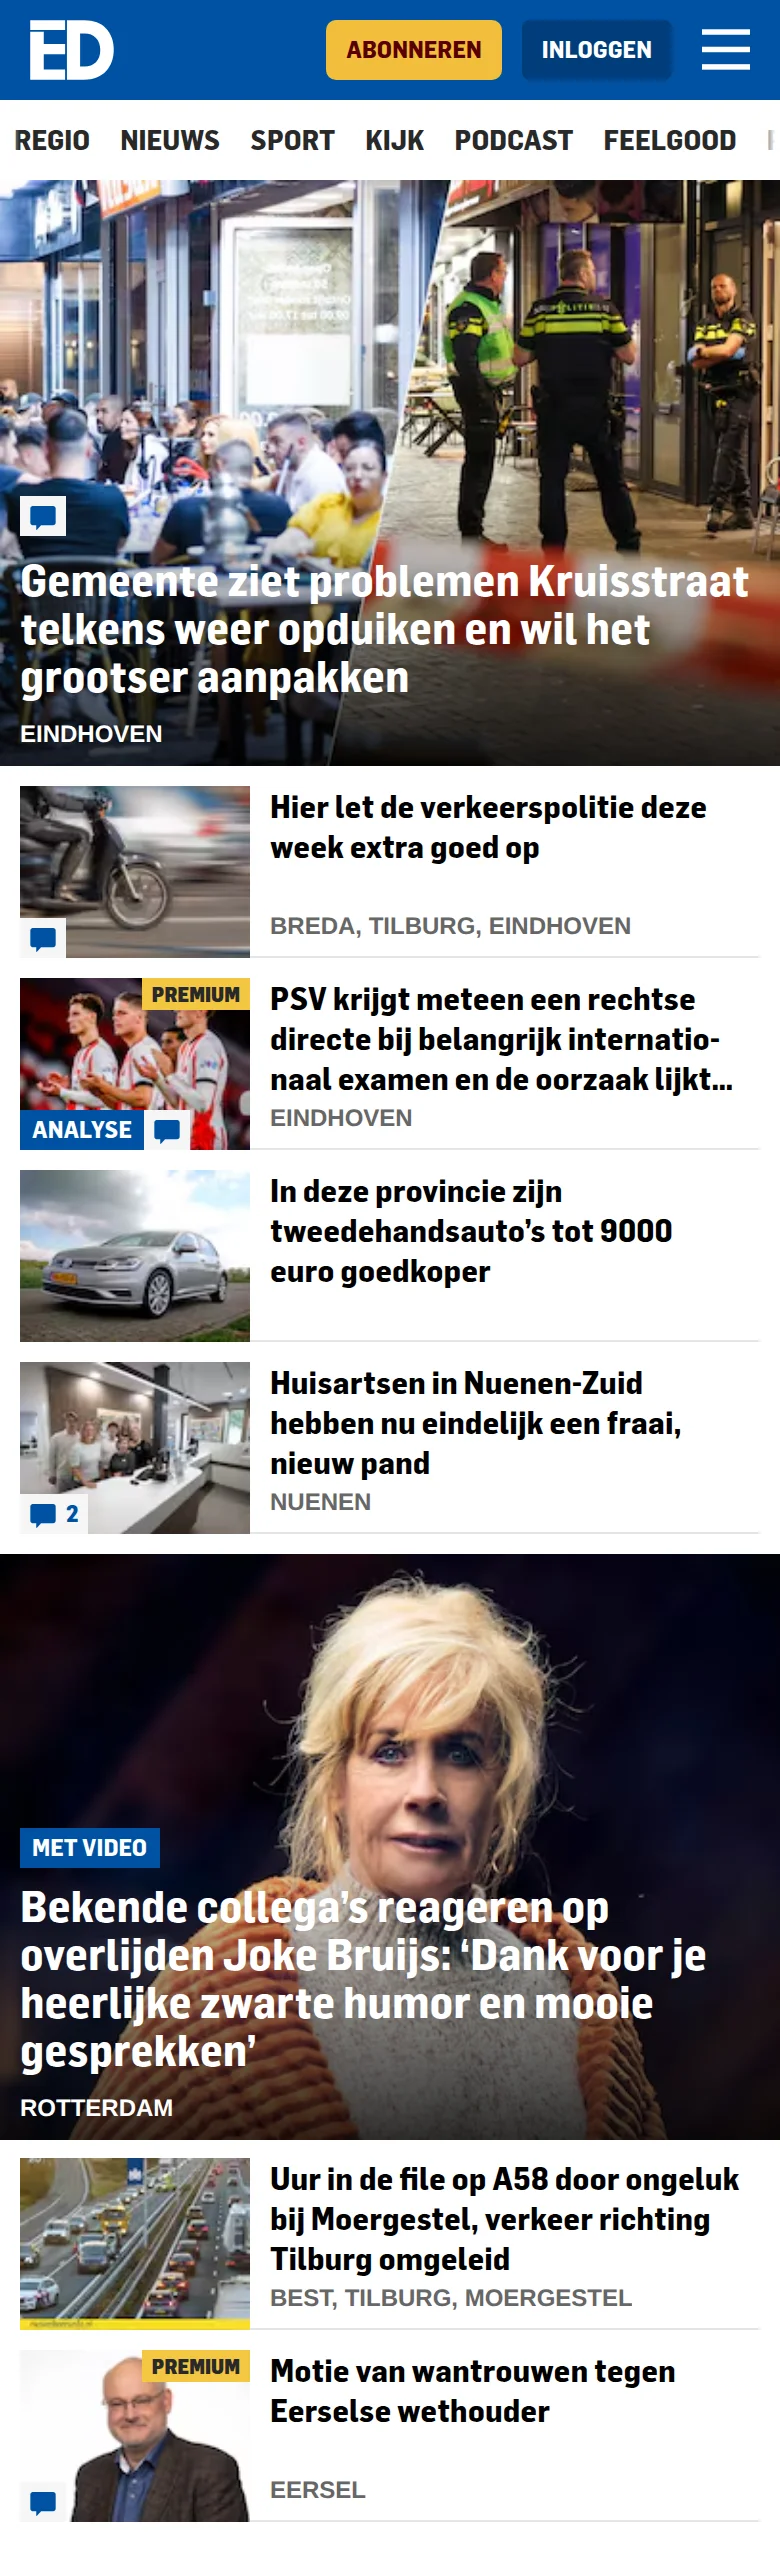 ED
ABONNEREN
INLOGGEN
REGIO NIEUWS SPORT KIJK PODCAST FEELGOOD
Gemeente ziet problemen Kruisstraat
telkens weer opduiken en wil het
grootser aanpakken
EINDHOVEN
Hier let de verkeerspolitie deze
week extra goed op
BREDA, TILBURG, EINDHOVEN
PREMIUM
ANALYSE
PSV krijgt meteen een rechtse
directe bij belangrijk internatio-
naal examen en de oorzaak lijkt...
EINDHOVEN
In deze provincie zijn
tweedehandsauto’s tot 9000
euro goedkoper
2
Huisartsen in Nuenen-Zuid
hebben nu eindelijk een fraai,
nieuw pand
NUENEN
MET VIDEO
Bekende collega’s reageren op
overlijden Joke Bruijs: ‘Dank voor je
heerlijke zwarte humor en mooie
gesprekken’
ROTTERDAM
Uur in de file op A58 door ongeluk
bij Moergestel, verkeer richting
Tilburg omgeleid
BEST, TILBURG, MOERGESTEL
PREMIUM
Motie van wantrouwen tegen
Eerselse wethouder
EERSEL